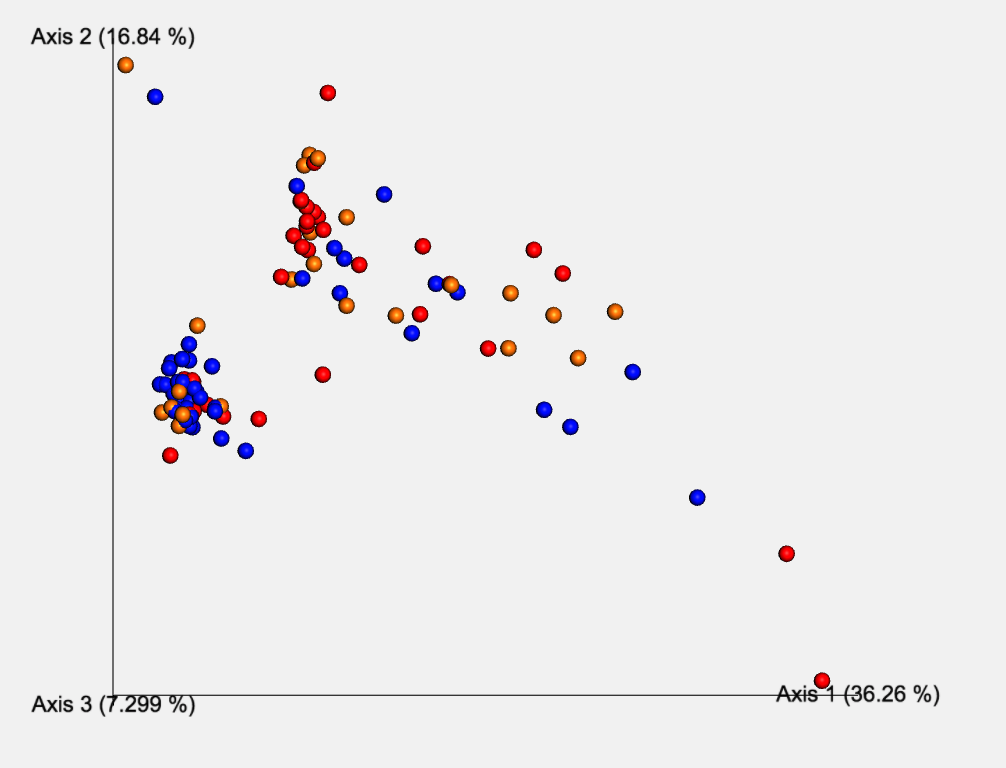 Axis 2 (16.84 %)
Axis 1 (36.26 %)
Axis 3 (7.299 %)